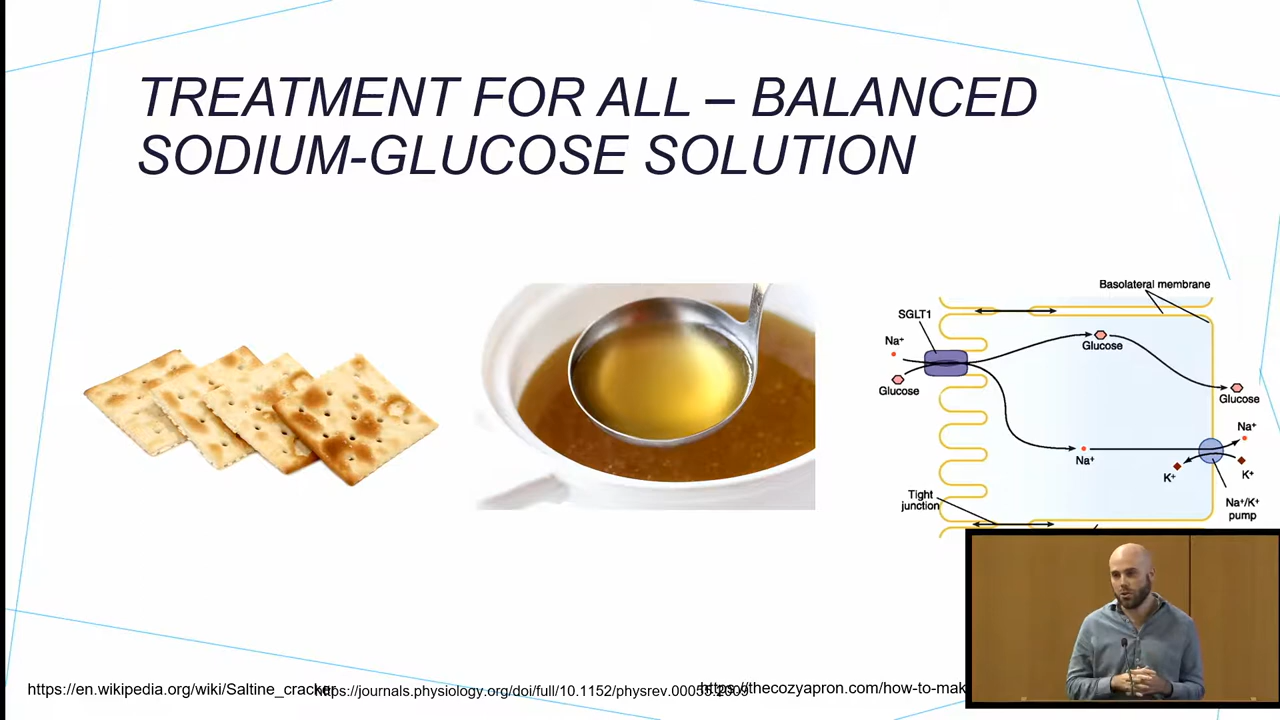 TREATMENT FOR ALL – BALANCED
SODIUM-GLUCOSE SOLUTION
Basolateral membrane
SGLT1
Na⁺
Glucose
Glucose
Glucose
Na⁺
Na⁺
K⁺
K⁺
Tight
junction
Na⁺/K⁺
pump
https://en.wikipedia.org/wiki/Saltine_cracker
https://journals.physiology.org/doi/full/10.1152/physrev.00055.2009
https://thecozyapron.com/how-to-mak